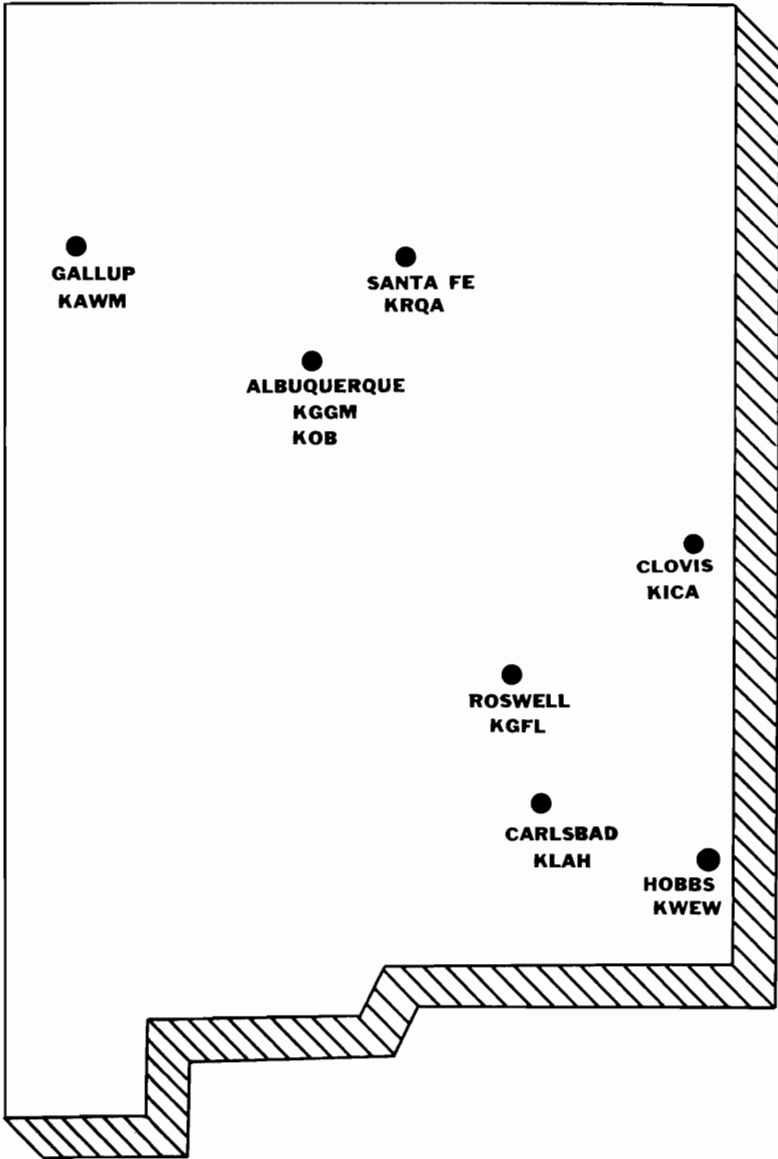 GALLUP
KAWM
SANTA FE
KRQA
ALBUQUERQUE
KGGM
KOB
CLOVIS
KICA
ROSWELL
KGFL
CARLSBAD
KLAH
HOBBS
KWEW